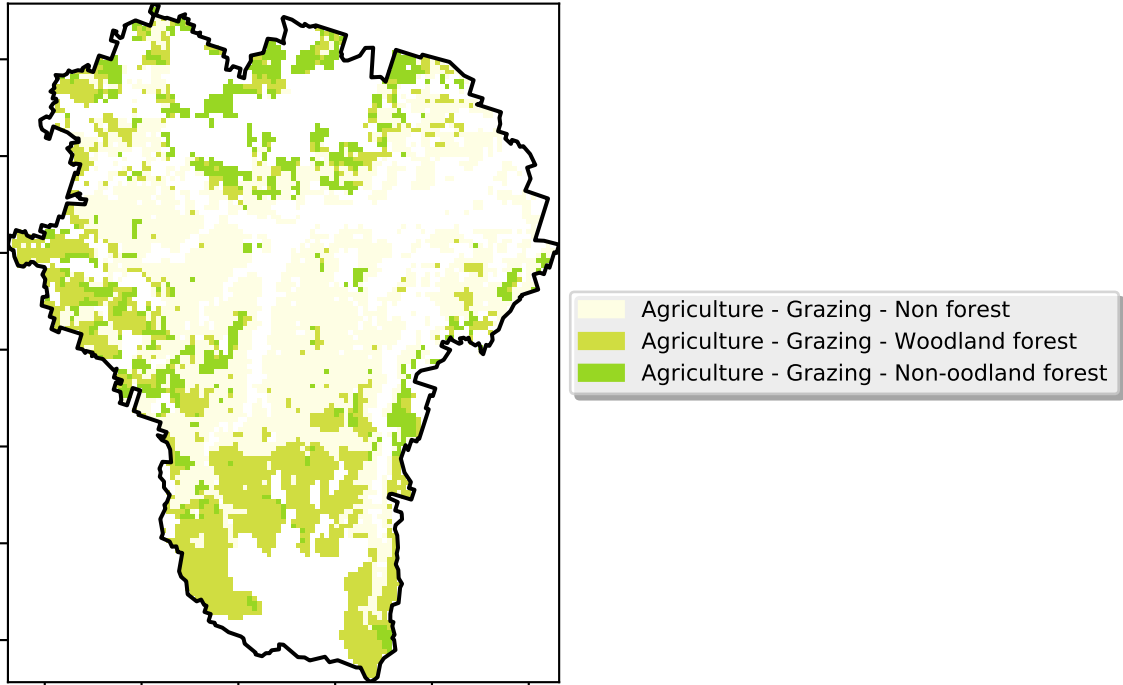 Agriculture - Grazing - Non forest
Agriculture - Grazing - Woodland forest
Agriculture - Grazing - Non-oodland forest